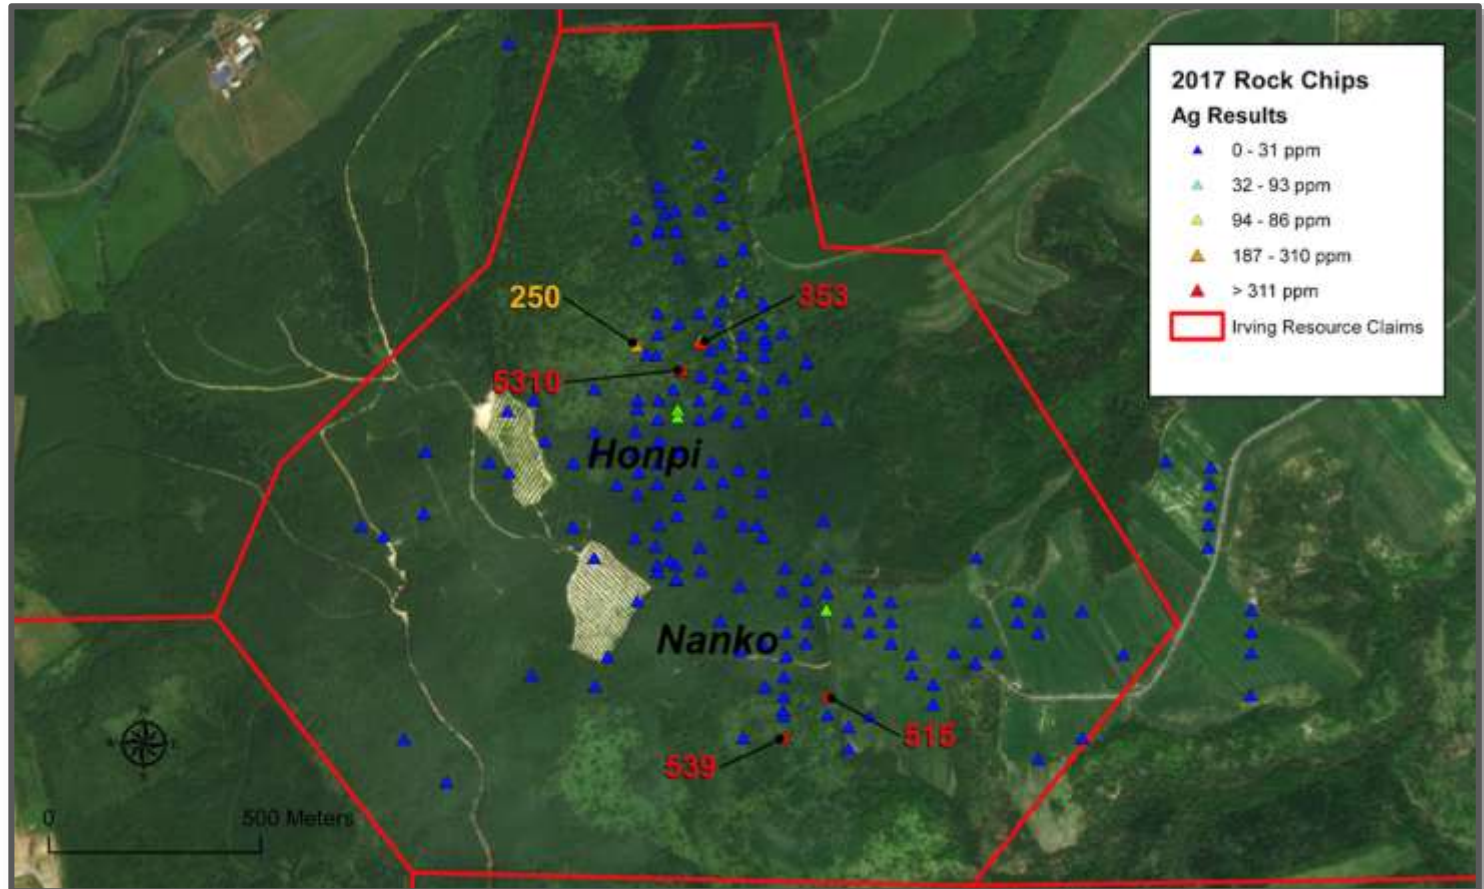 2017 Rock Chips
Ag Results
0 - 31 ppm
32 - 93 ppm
94 - 86 ppm
187 - 310 ppm
> 311 ppm
Irving Resource Claims
250
353
5310
Honpi
Nanko
515
539
0
500 Meters